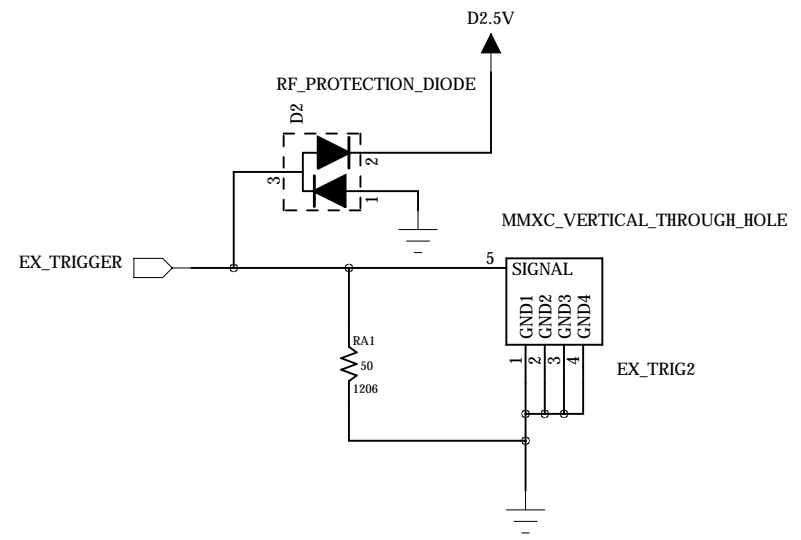 D2.5V
RF_PROTECTION_DIODE
D2
3
2
1
MMXC_VERTICAL_THROUGH_HOLE
EX_TRIGGER
5
SIGNAL
GND1
GND2
GND3
GND4
1
2
3
4
RA1
50
1206
EX_TRIG2